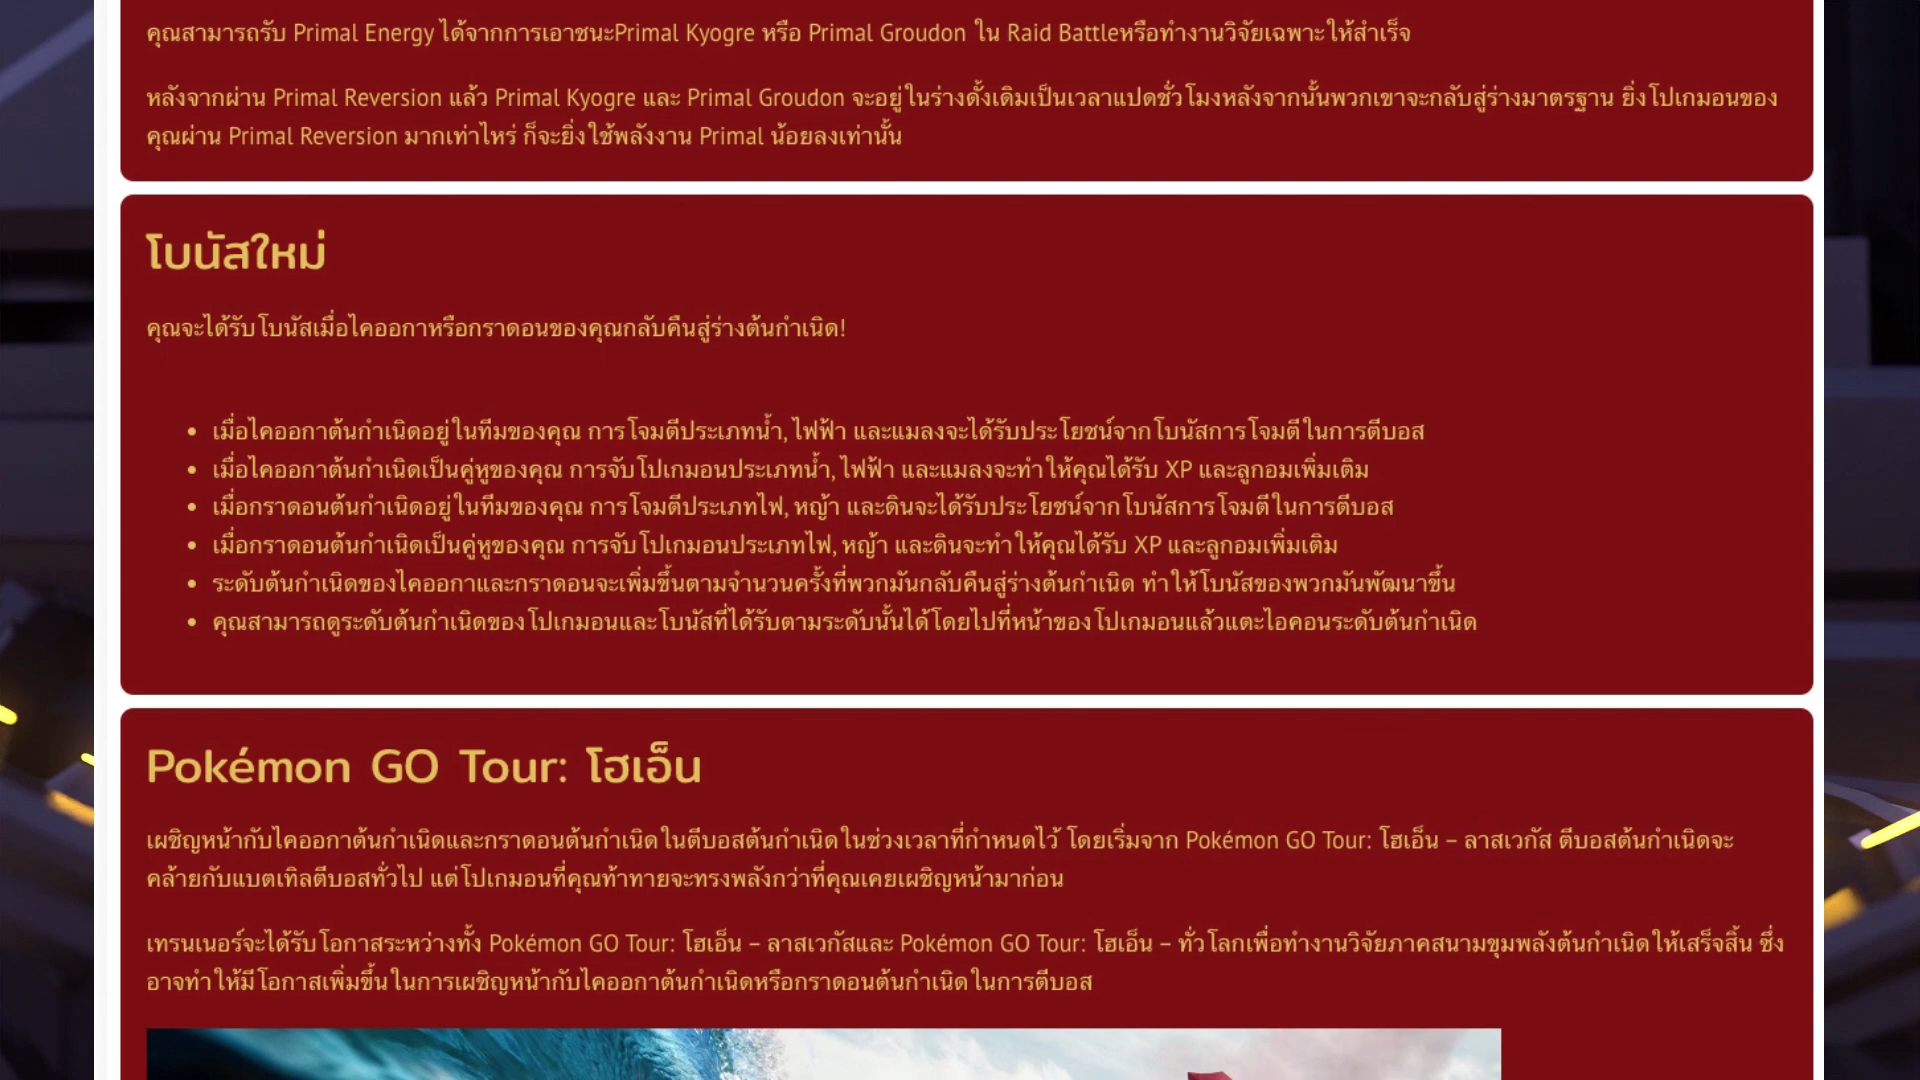 คุณสามารถรับ Primal Energy ได้จากการเอาชนะPrimal Kyogre หรือ Primal Groudon ใน Raid Battleหรือทำงานวิจัยเฉพาะให้สำเร็จ
หลังจากผ่าน Primal Reversion แล้ว Primal Kyogre และ Primal Groudon จะอยู่ในร่างดั้งเดิมเป็นเวลาแปดชั่วโมงหลังจากนั้นพวกเขาจะกลับสู่ร่างมาตรฐาน ยิ่งโปเกมอนของ
คุณผ่าน Primal Reversion มากเท่าไหร่ ก็จะยิ่งใช้พลังงาน Primal น้อยลงเท่านั้น
โบนัสใหม่
คุณจะได้รับโบนัสเมื่อไคออกาหรือกราดอนของคุณกลับคืนสู่ร่างต้นกำเนิด!
• เมื่อไคออกาต้นกำเนิดอยู่ในทีมของคุณ การโจมตีประเภทน้ำ, ไฟฟ้า และแมลงจะได้รับประโยชน์จากโบนัสการโจมตีในการตีบอส
• เมื่อไคออกาต้นกำเนิดเป็นคู่หูของคุณ การจับโปเกมอนประเภทน้ำ, ไฟฟ้า และแมลงจะทำให้คุณได้รับ XP และลูกอมเพิ่มเติม
• เมื่อกราดอนต้นกำเนิดอยู่ในทีมของคุณ การโจมตีประเภทไฟ, หญ้า และดินจะได้รับประโยชน์จากโบนัสการโจมตีในการตีบอส
• เมื่อกราดอนต้นกำเนิดเป็นคู่หูของคุณ การจับโปเกมอนประเภทไฟ, หญ้า และดินจะทำให้คุณได้รับ XP และลูกอมเพิ่มเติม
• ระดับต้นกำเนิดของไคออกาและกราดอนจะเพิ่มขึ้นตามจำนวนครั้งที่พวกมันกลับคืนสู่ร่างต้นกำเนิด ทำให้โบนัสของพวกมันพัฒนาขึ้น
• คุณสามารถดูระดับต้นกำเนิดของโปเกมอนและโบนัสที่ได้รับตามระดับนั้นได้โดยไปที่หน้าของโปเกมอนแล้วแตะไอคอนระดับต้นกำเนิด
Pokémon GO Tour: โฮเอ็น
เผชิญหน้ากับไคออกาต้นกำเนิดและกราดอนต้นกำเนิดในตีบอสต้นกำเนิดในช่วงเวลาที่กำหนดไว้ โดยเริ่มจาก Pokémon GO Tour: โฮเอ็น – ลาสเวกัส ตีบอสต้นกำเนิดจะ
คล้ายกับแบตเทิลตีบอสทั่วไป แต่โปเกมอนที่คุณท้าทายจะทรงพลังกว่าที่คุณเคยเผชิญหน้ามาก่อน
เทรนเนอร์จะได้รับโอกาสระหว่างทั้ง Pokémon GO Tour: โฮเอ็น – ลาสเวกัสและ Pokémon GO Tour: โฮเอ็น – ทั่วโลกเพื่อทำงานวิจัยภาคสนามขุมพลังต้นกำเนิดให้เสร็จสิ้น ซึ่ง
อาจทำให้มีโอกาสเพิ่มขึ้นในการเผชิญหน้ากับไคออกาต้นกำเนิดหรือกราดอนต้นกำเนิดในการตีบอส